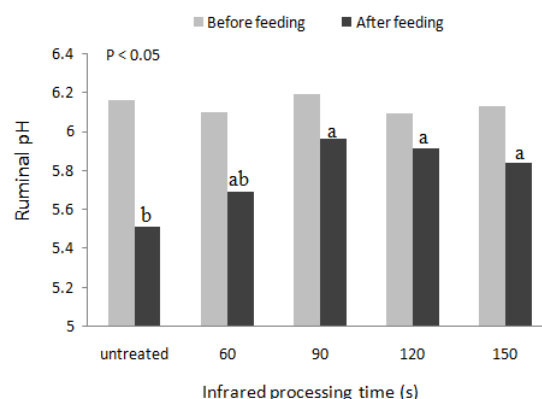 Before feeding After feeding
P < 0.05
6.4
6.2
6
5.8
5.6
5.4
5.2
5
Ruminal pH
b
ab
a
a
a
untreated 60 90 120 150
Infrared processing time (s)